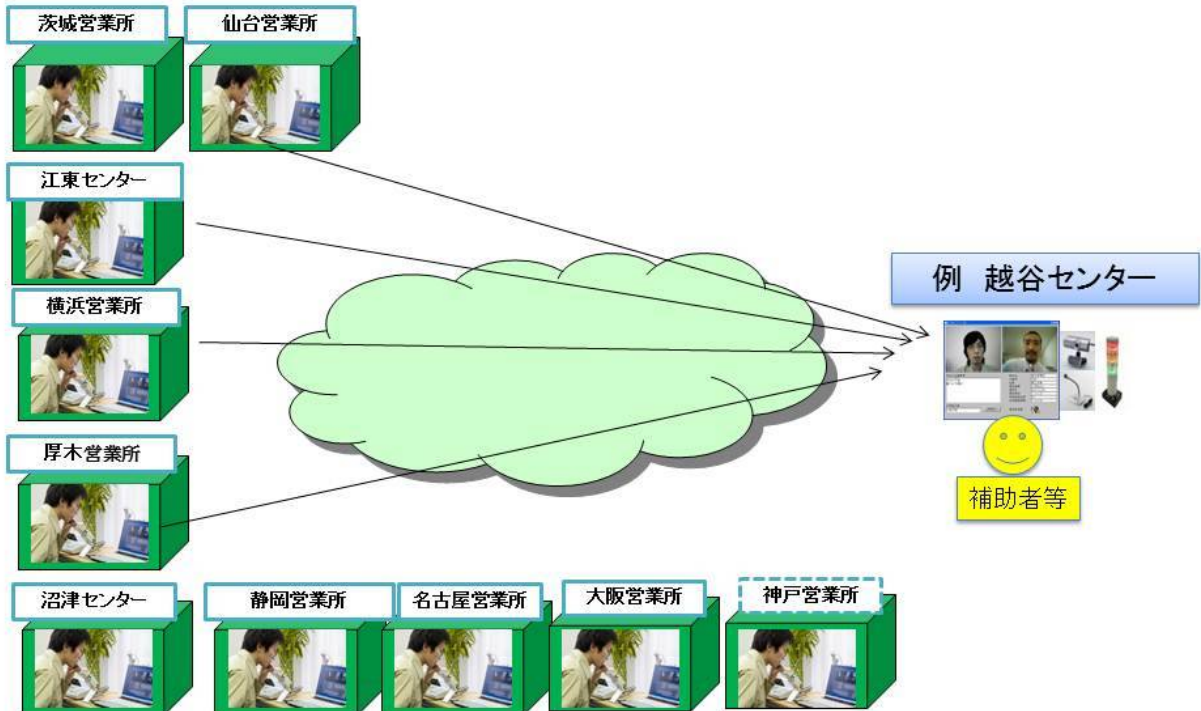 茨城営業所
仙台営業所
江東センター
横浜営業所
厚木営業所
例 越谷センター
補助者等
沼津センター
静岡営業所
名古屋営業所
大阪営業所
神戸営業所